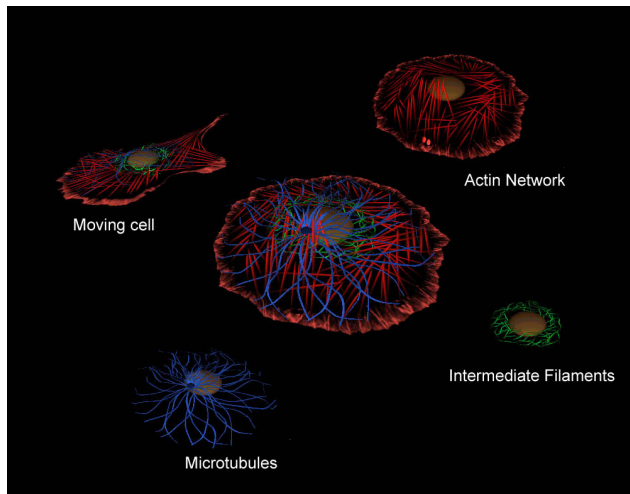 Actin Network
Moving cell
Intermediate Filaments
Microtubules